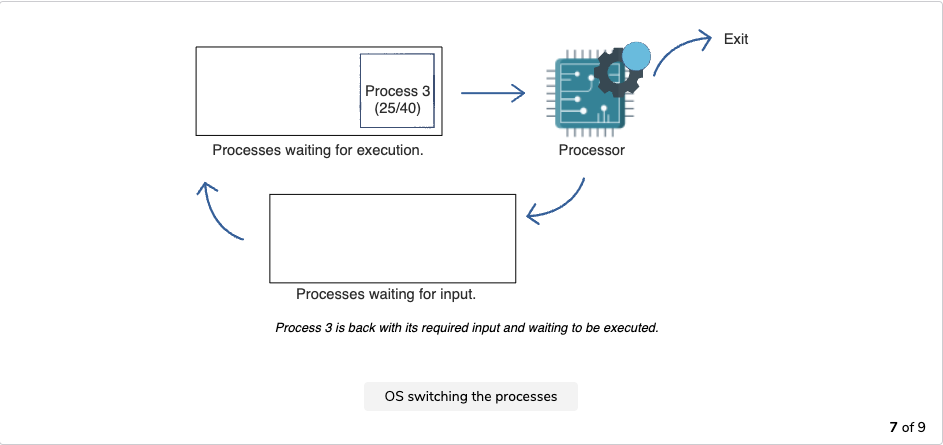 Exit
Process 3
(25/40)
Processes waiting for execution.
Processor
Processes waiting for input.
Process 3 is back with its required input and waiting to be executed.
OS switching the processes
7 of 9